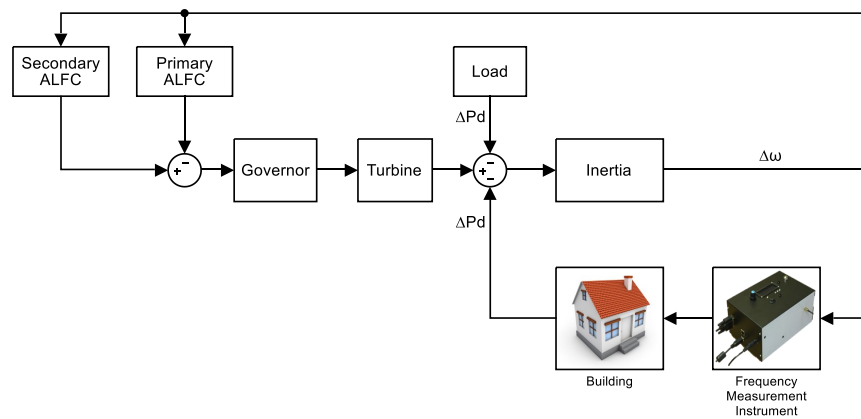 Secondary
ALFC
Primary
ALFC
Load
ΔPd
+
−
Governor
Turbine
+
−
−
Inertia
Δω
ΔPd
Building
Frequency
Measurement
Instrument